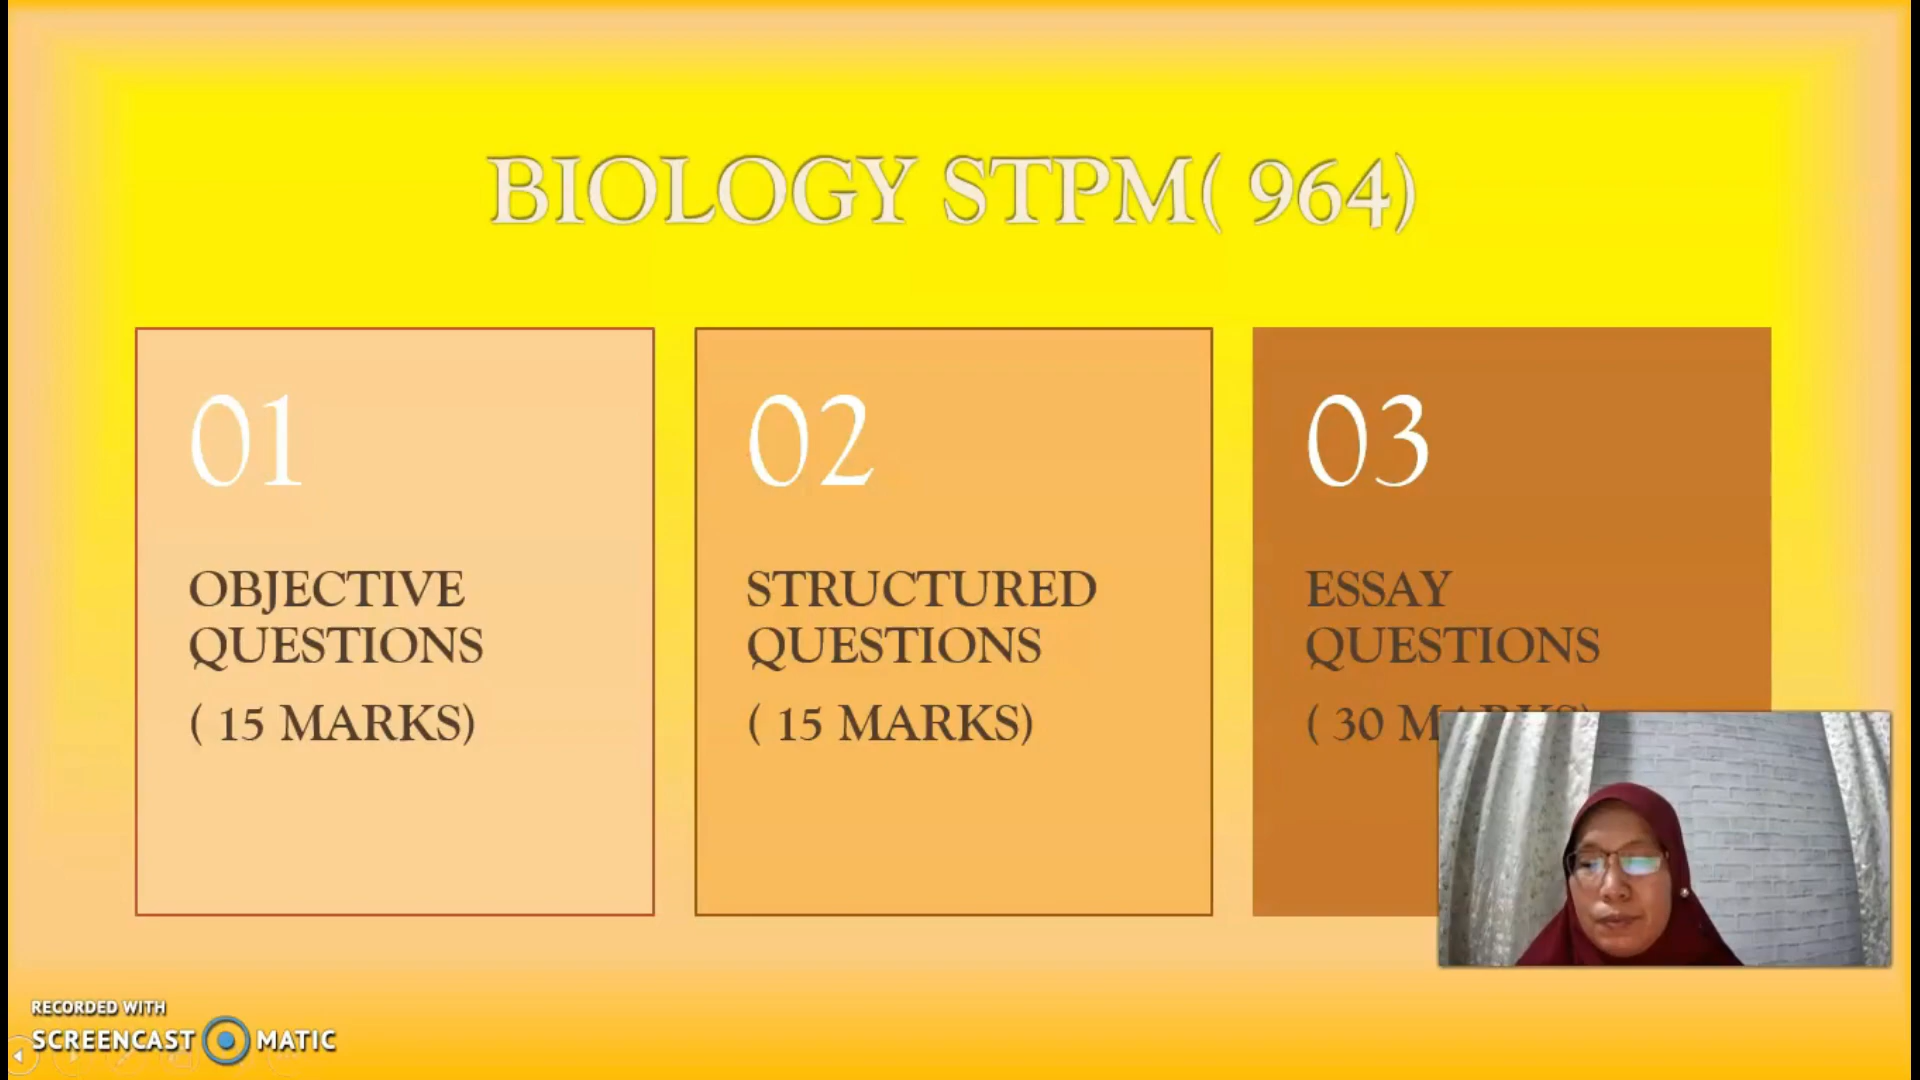 BIOLOGY STPM( 964)
01
OBJECTIVE
QUESTIONS
( 15 MARKS)
02
STRUCTURED
QUESTIONS
( 15 MARKS)
03
ESSAY
QUESTIONS
( 30 MARKS)
RECORDED WITH
SCREENCAST MATIC